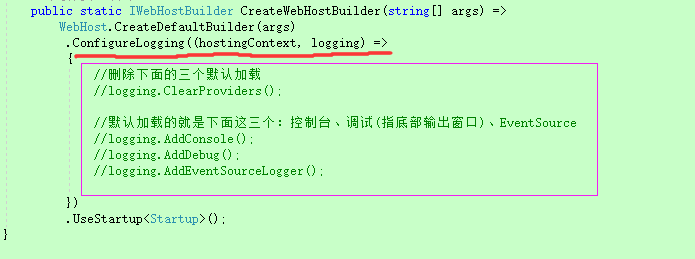 public static IWebHostBuilder CreateWebHostBuilder(string[] args) =>
WebHost.CreateDefaultBuilder(args)
.ConfigureLogging((hostingContext, logging) =>
{
//删除下面的三个默认加载
//logging.ClearProviders();
//默认加载的就是下面这三个：控制台、调试(指底部输出窗口)、EventSource
//logging.AddConsole();
//logging.AddDebug();
//logging.AddEventSourceLogger();
})
.UseStartup<Startup>();
}